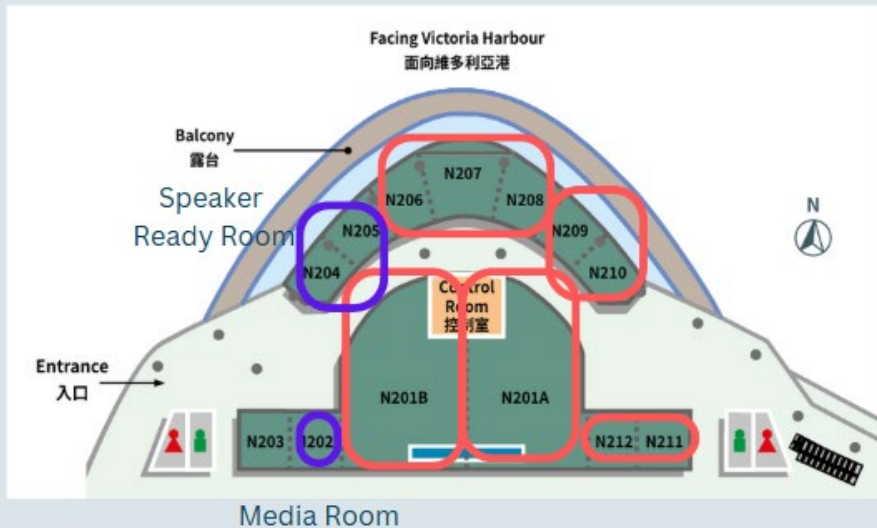 Facing Victoria Harbour
面向維多利亞港
Balcony
露台
Speaker
Ready Room
N207
N206
N208
N205
N209
N204
N210
N
Control
Room
控制室
Entrance
入口
N201B
N201A
N203
N202
N212
N211
Media Room